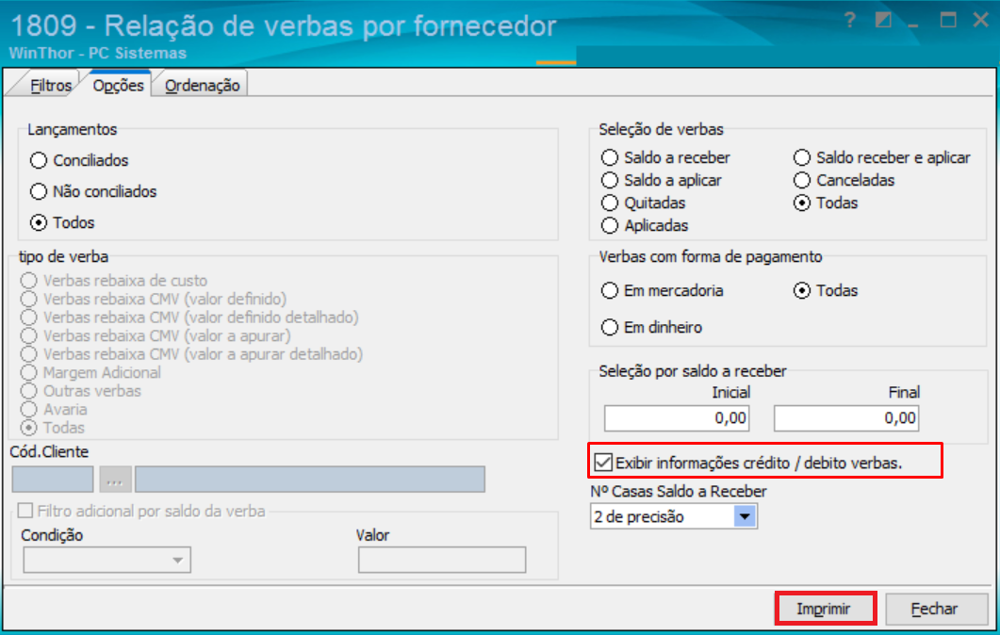 1809 - Relação de verbas por fornecedor
WinThor - PC Sistemas
Filtros
Opções
Ordenação
Lançamentos
Conciliados
Não conciliados
Todos
tipo de verba
Verbas rebaixa de custo
Verbas rebaixa CMV (valor definido)
Verbas rebaixa CMV (valor definido detalhado)
Verbas rebaixa CMV (valor a apurar)
Verbas rebaixa CMV (valor a apurar detalhado)
Margem Adicional
Outras verbas
Avaria
Todas
Cód.Cliente
...
Filtro adicional por saldo da verba
Condição
Valor
Seleção de verbas
Saldo a receber
Saldo a aplicar
Quitadas
Aplicadas
Saldo receber e aplicar
Canceladas
Todas
Verbas com forma de pagamento
Em mercadoria
Todas
Em dinheiro
Seleção por saldo a receber
Inicial
Final
0,00
0,00
Exibir informações crédito / debito verbas.
Nº Casas Saldo a Receber
2 de precisão
Imprimir
Fechar